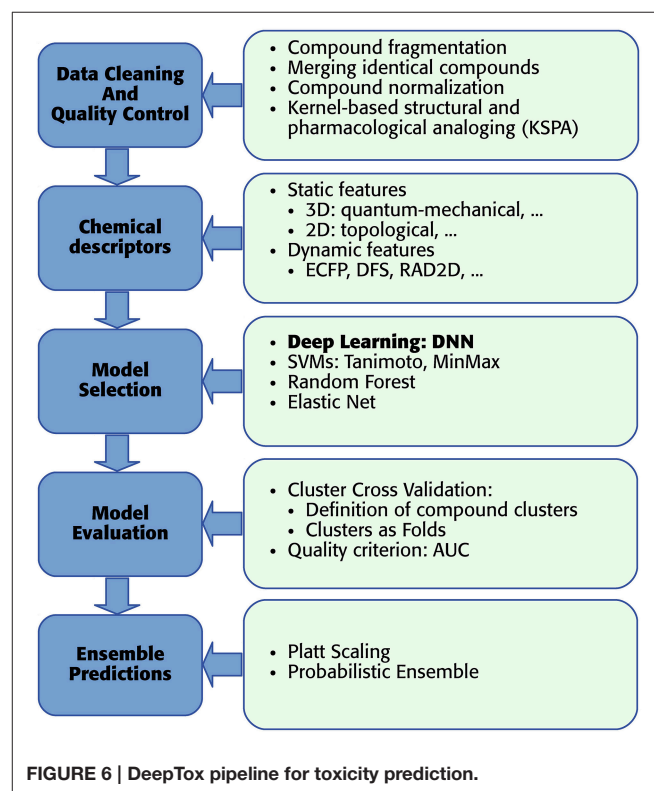 Data Cleaning
And
Quality Control
• Compound fragmentation
• Merging identical compounds
• Compound normalization
• Kernel-based structural and
pharmacological analoging (KSPA)
Chemical
descriptors
• Static features
• 3D: quantum-mechanical, ...
• 2D: topological, ...
• Dynamic features
• ECFP, DFS, RAD2D, ...
Model
Selection
• Deep Learning: DNN
• SVMs: Tanimoto, MinMax
• Random Forest
• Elastic Net
Model
Evaluation
• Cluster Cross Validation:
• Definition of compound clusters
• Clusters as Folds
• Quality criterion: AUC
Ensemble
Predictions
• Platt Scaling
• Probabilistic Ensemble
FIGURE 6 | DeepTox pipeline for toxicity prediction.